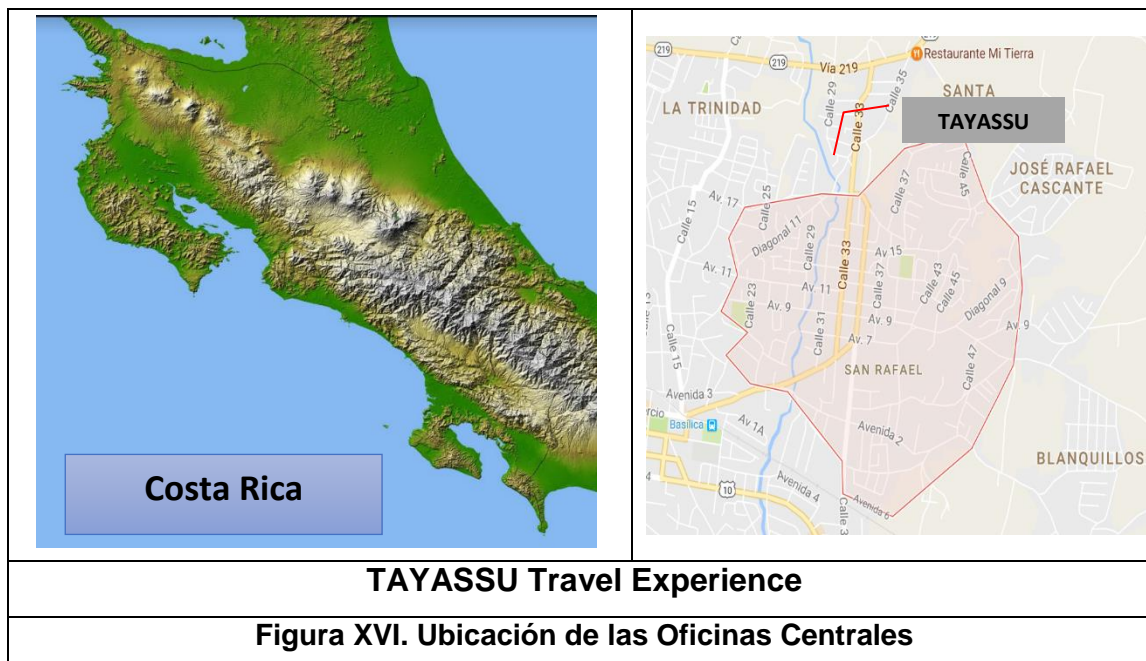 Costa Rica
219
219
Vía 219
Restaurante Mi Tierra
Calle 29
Calle 35
SANTA
LA TRINIDAD
TAYASSU
Calle 33
JOSÉ RAFAEL
CASCANTE
Calle 45
Calle 37
Calle 25
Av. 17
Calle 15
Diagonal 11
Calle 29
Av 15
Calle 33
Calle 37
Calle 43
Calle 45
Av. 11
Av. 11
Diagonal 9
Calle 23
Av. 9
Av. 9
Av. 9
Calle 31
Av. 7
Calle 15
SAN RAFAEL
Calle 47
Avenida 3
ercio
Basílica
Av 1A
Avenida 2
BLANQUILLOS
4
10
Avenida 4
Avenida 6
Calle 3
TAYASSU Travel Experience
Figura XVI. Ubicación de las Oficinas Centrales